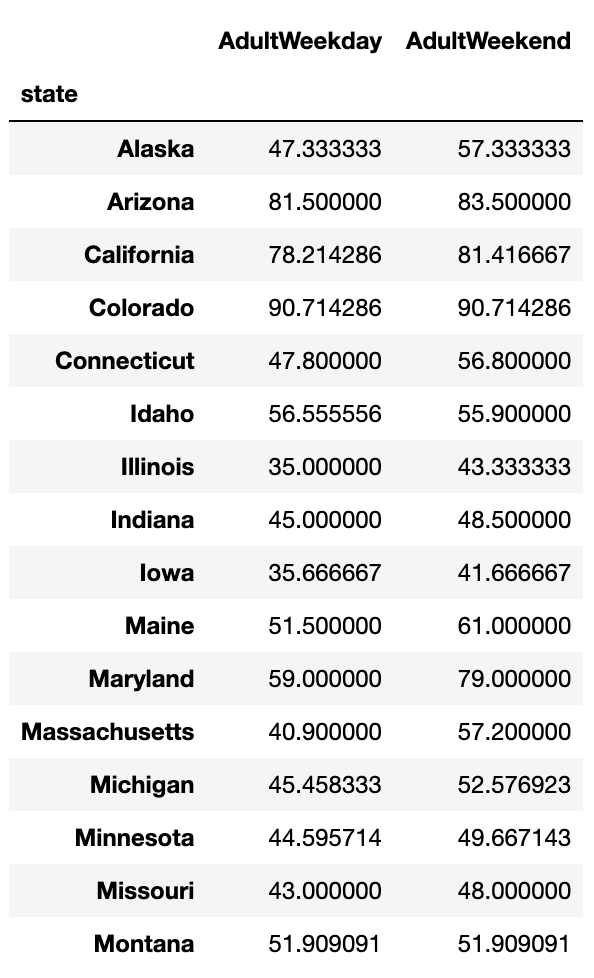 AdultWeekday AdultWeekend
state
Alaska 47.333333 57.333333
Arizona 81.500000 83.500000
California 78.214286 81.416667
Colorado 90.714286 90.714286
Connecticut 47.800000 56.800000
Idaho 56.555556 55.900000
Illinois 35.000000 43.333333
Indiana 45.000000 48.500000
Iowa 35.666667 41.666667
Maine 51.500000 61.000000
Maryland 59.000000 79.000000
Massachusetts 40.900000 57.200000
Michigan 45.458333 52.576923
Minnesota 44.595714 49.667143
Missouri 43.000000 48.000000
Montana 51.909091 51.909091